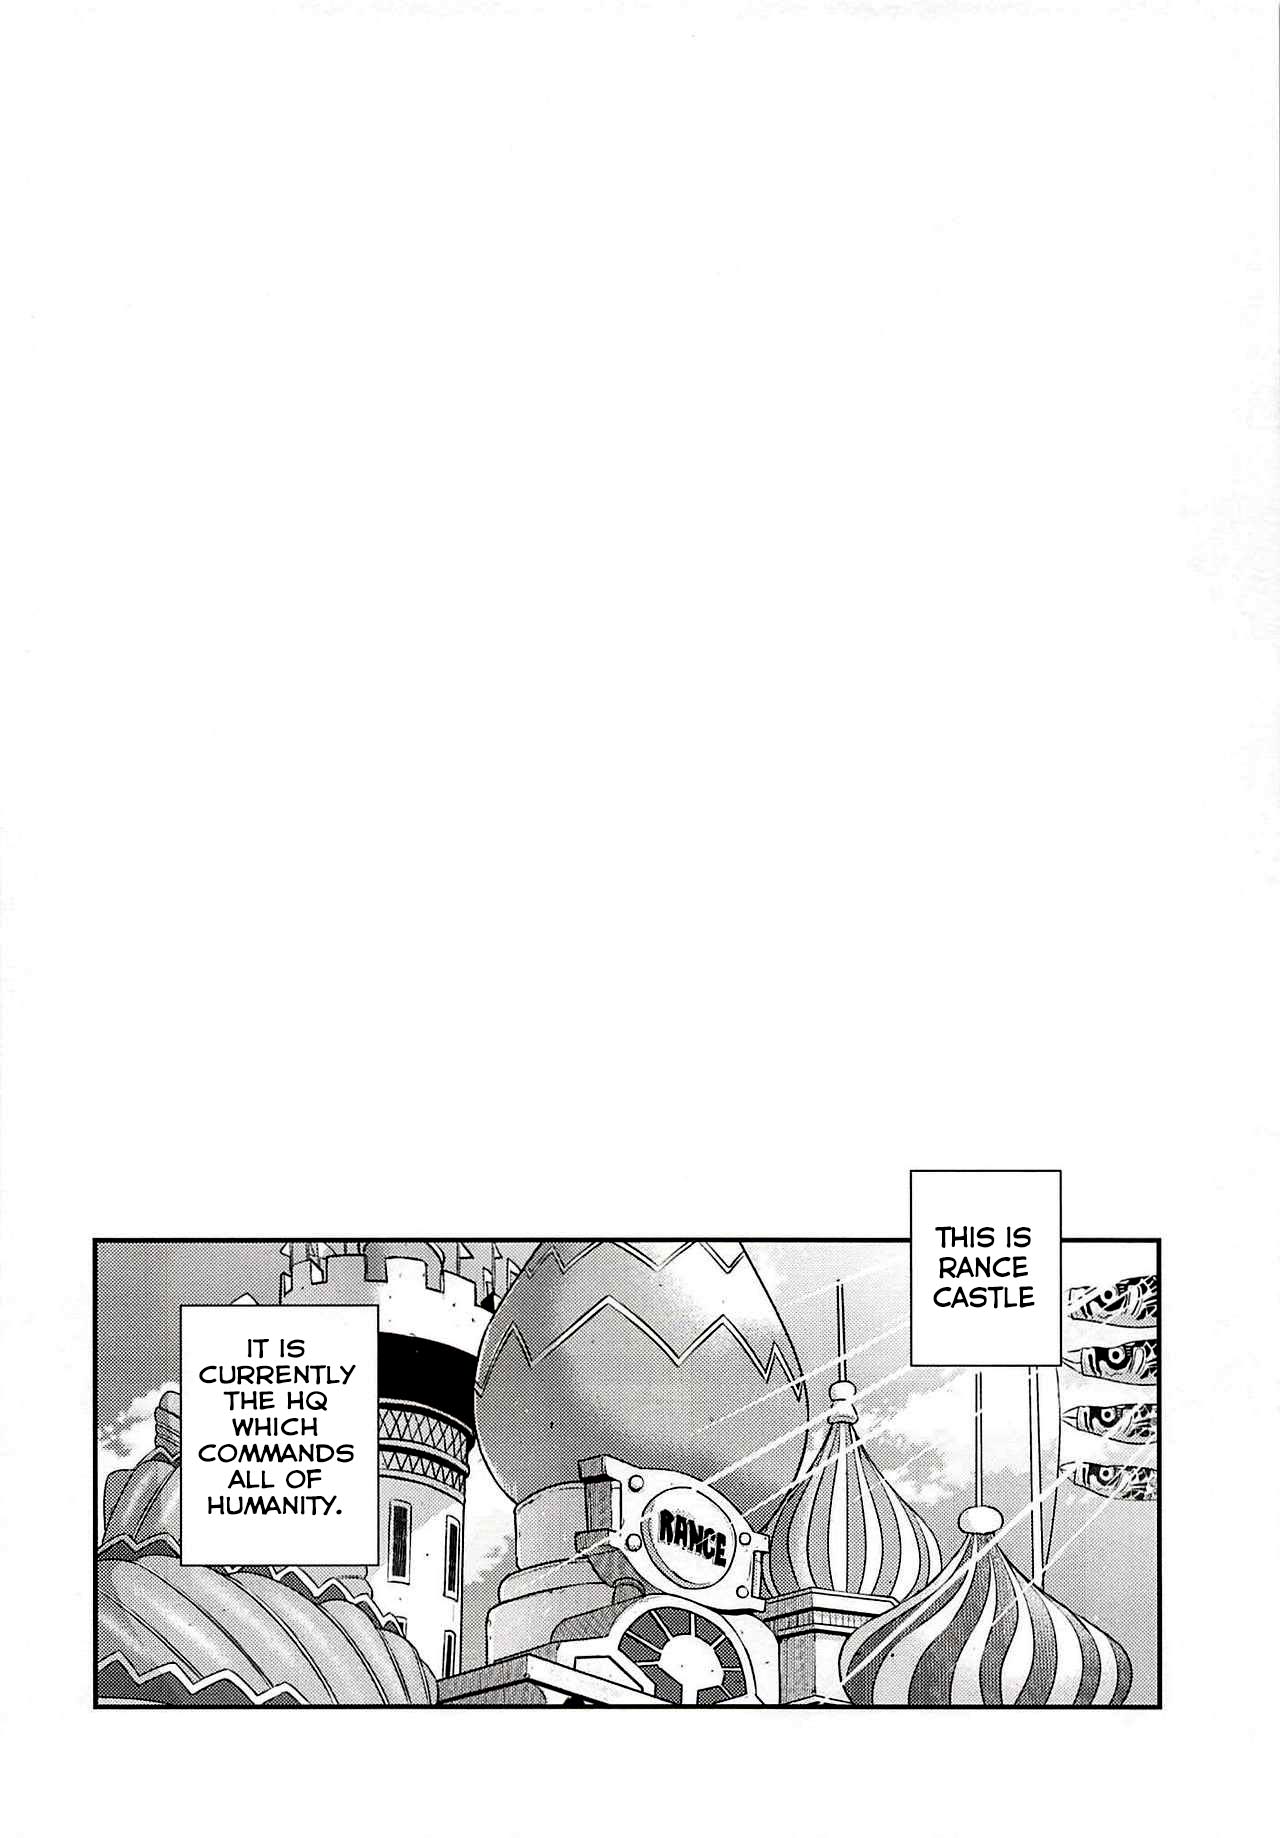 THIS IS
RANCE
CASTLE
IT IS
CURRENTLY
THE HQ
WHICH
COMMANDS
ALL OF
HUMANITY.
RANCE